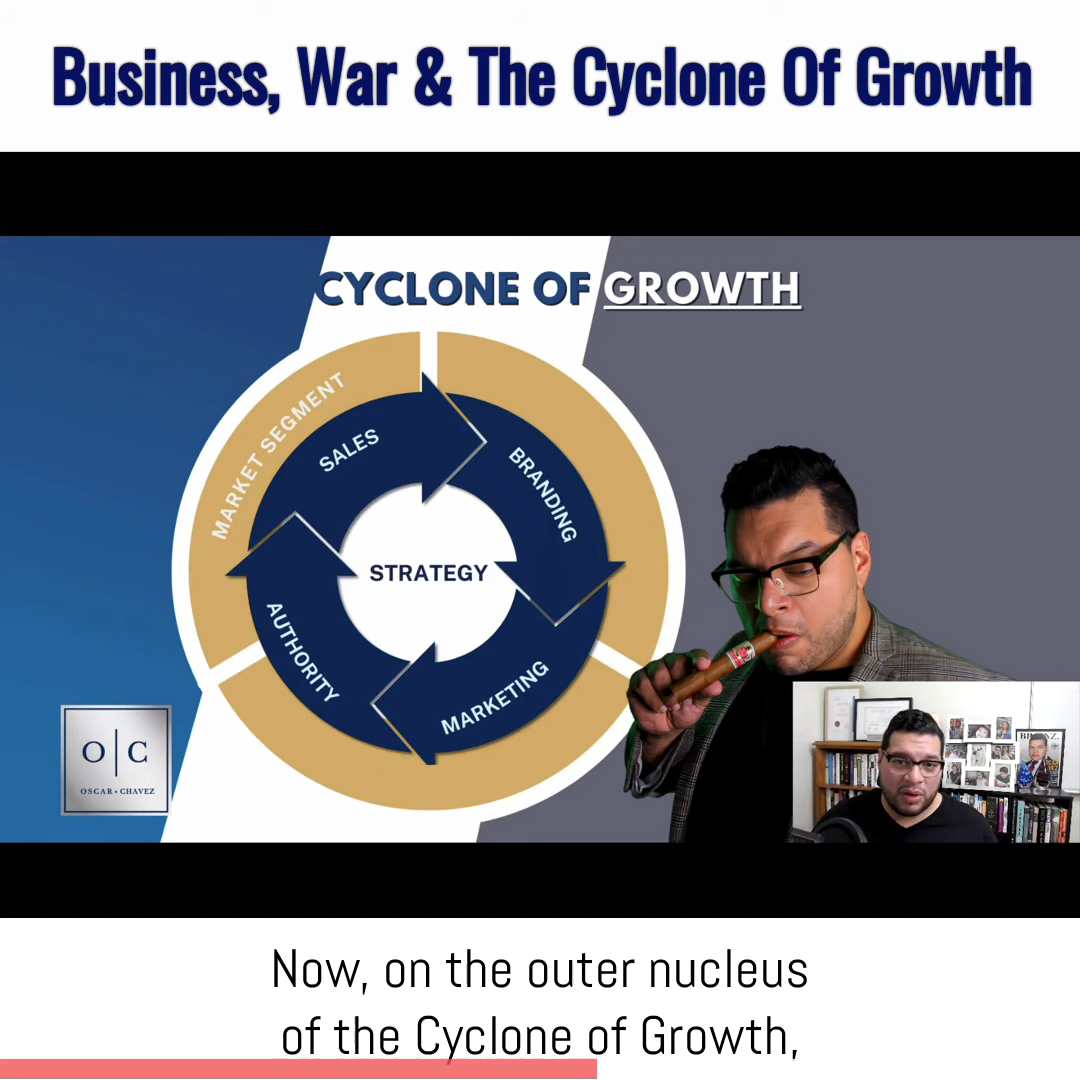 Business, War & The Cyclone Of Growth
CYCLONE OF GROWTH
MARKET SEGMENT
SALES
BRANDING
STRATEGY
AUTHORITY
MARKETING
O|C
OSCAR • CHAVEZ
Now, on the outer nucleus
of the Cyclone of Growth,